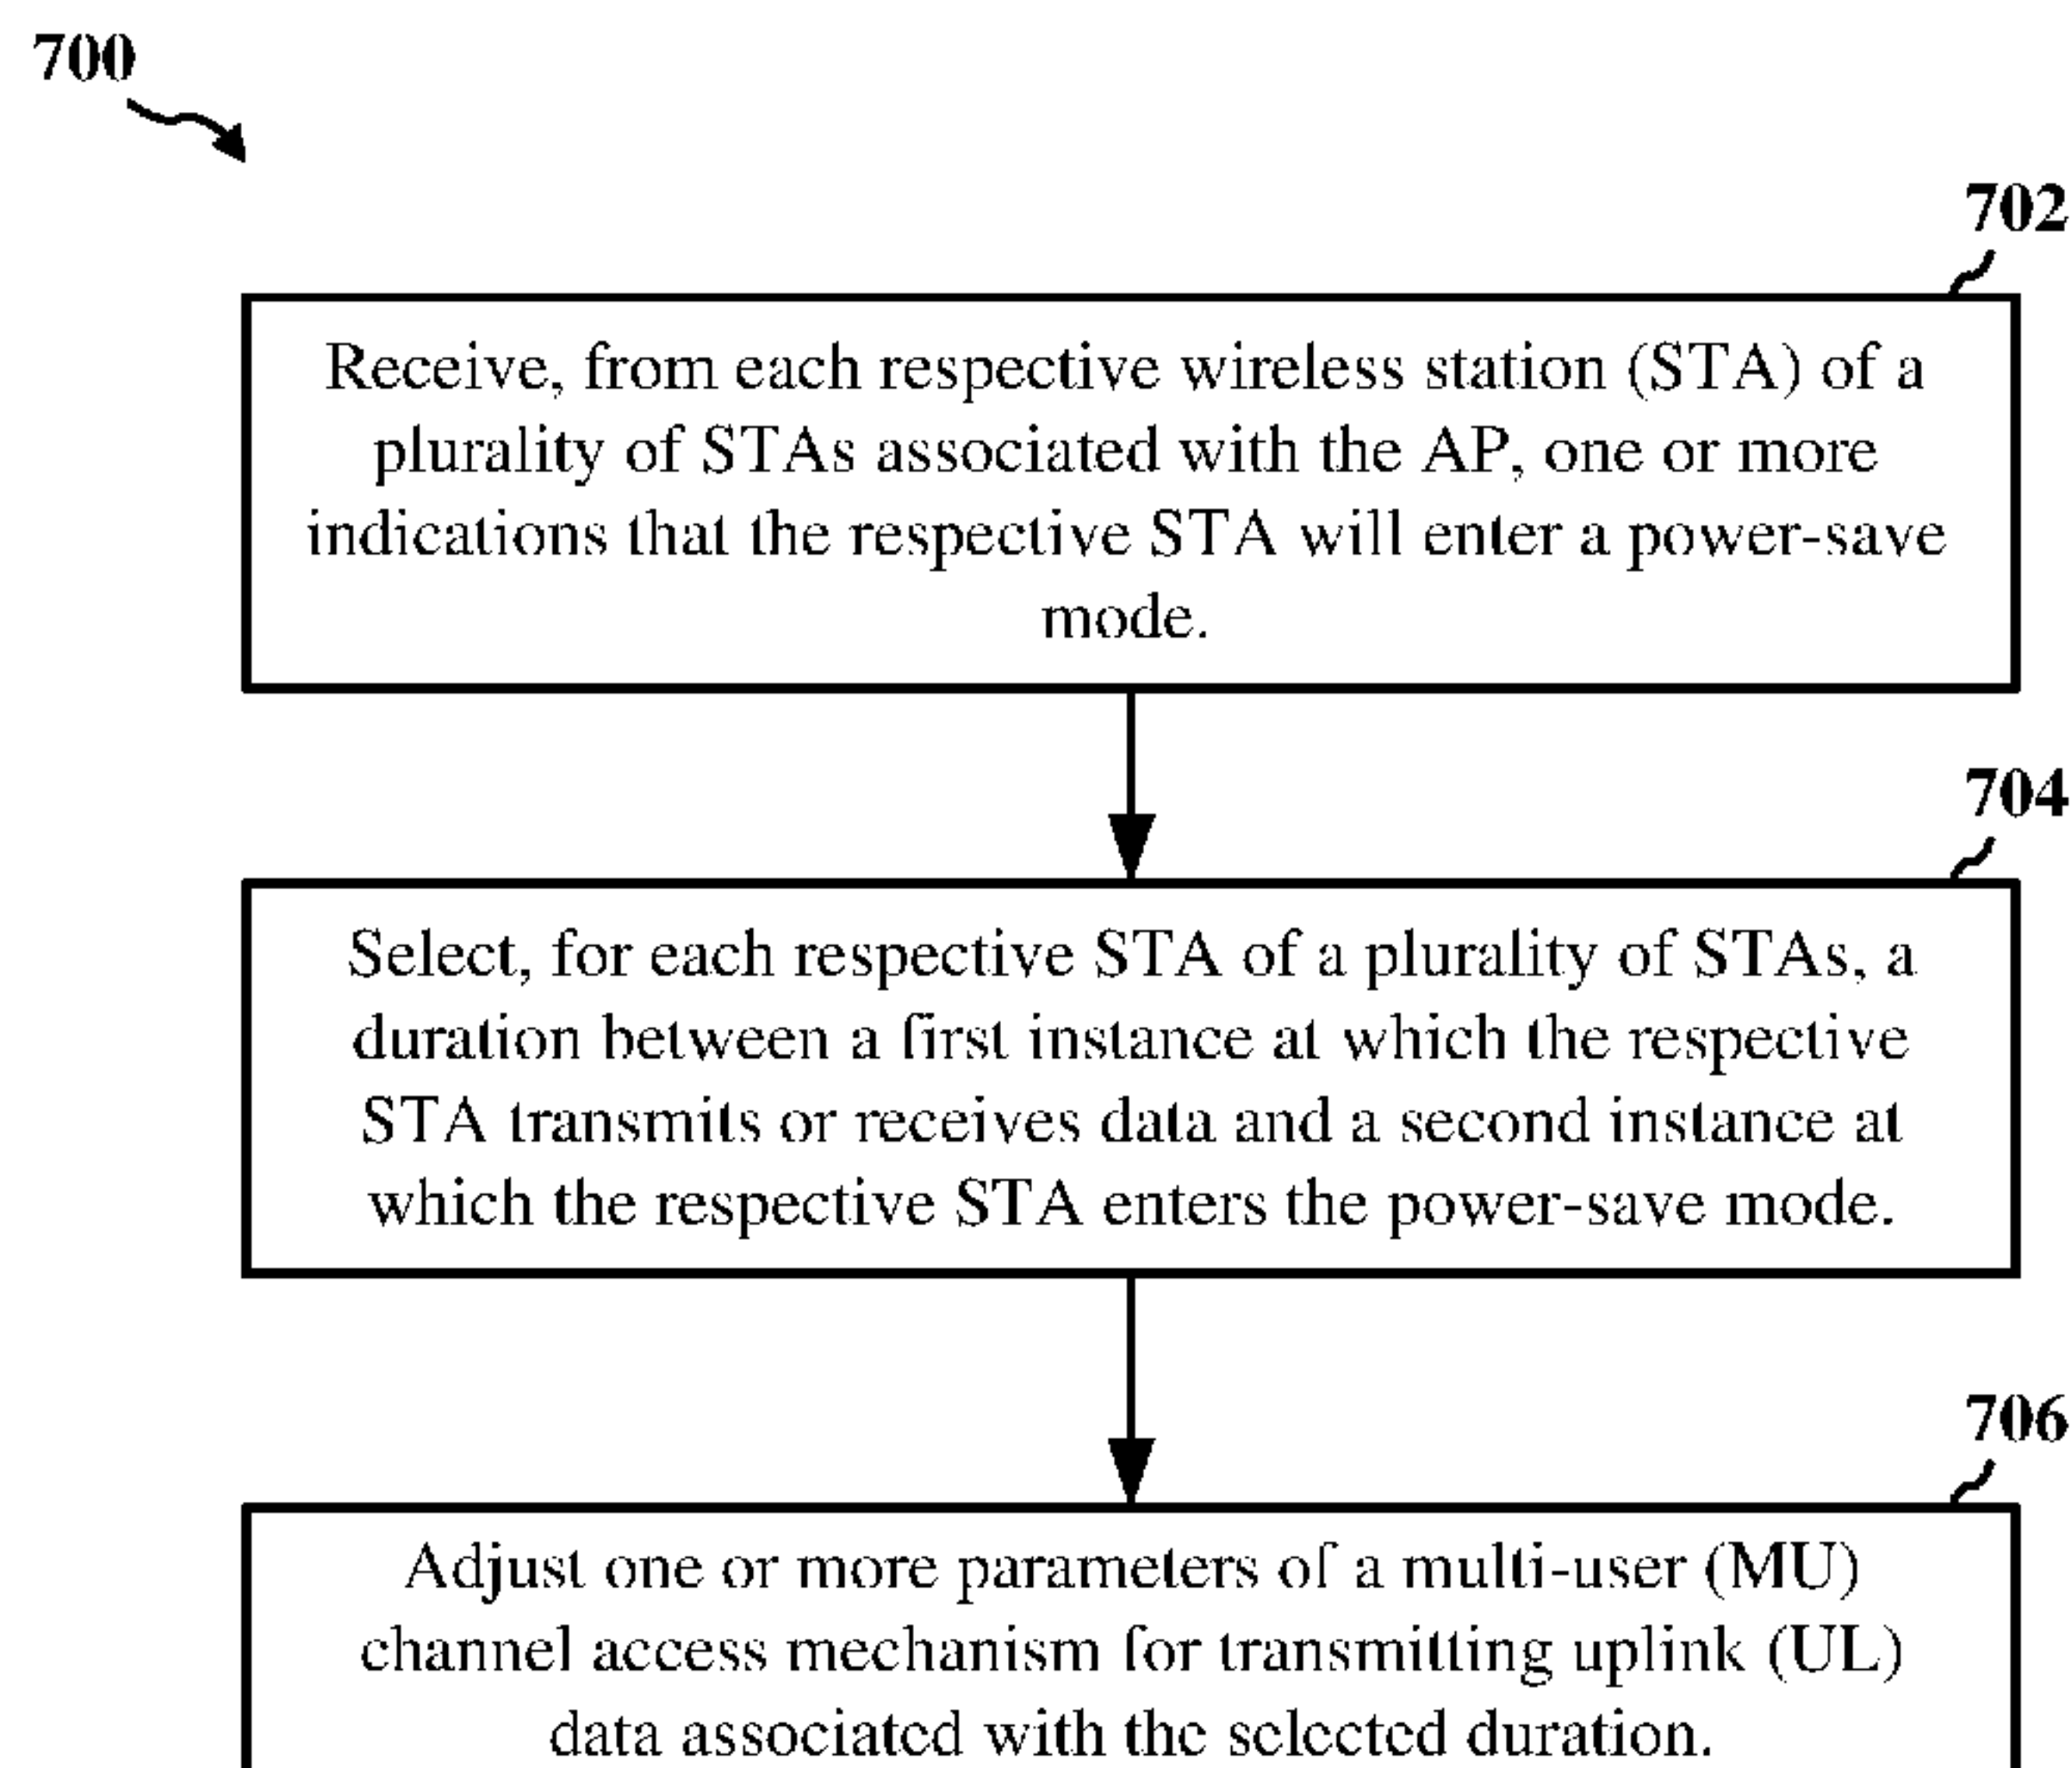 700
702
Receive, from each respective wireless station (STA) of a
plurality of STAs associated with the AP, one or more
indications that the respective STA will enter a power-save
mode.
704
Select, for each respective STA of a plurality of STAs, a
duration between a first instance at which the respective
STA transmits or receives data and a second instance at
which the respective STA enters the power-save mode.
706
Adjust one or more parameters of a multi-user (MU)
channel access mechanism for transmitting uplink (UL)
data associated with the selected duration.